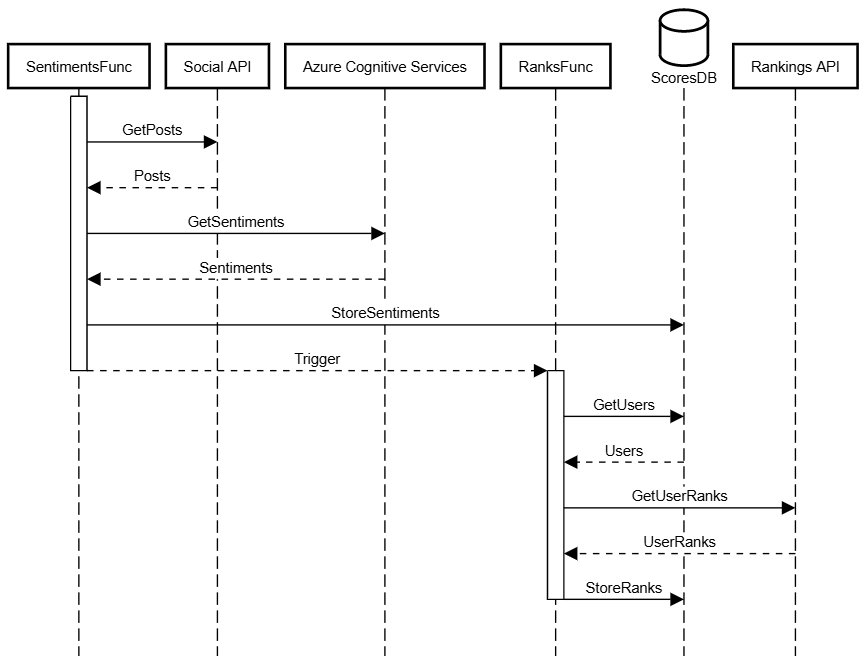 SentimentsFunc
Social API
Azure Cognitive Services
RanksFunc
ScoresDB
Rankings API
GetPosts
Posts
GetSentiments
Sentiments
StoreSentiments
Trigger
GetUsers
Users
GetUserRanks
UserRanks
StoreRanks